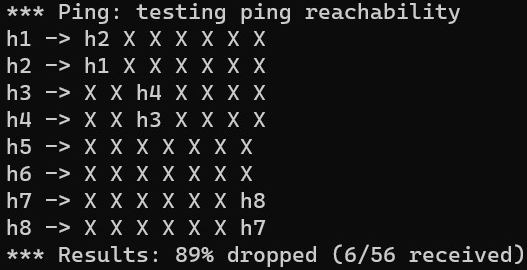 *** Ping: testing ping reachability
h1 -> h2 X X X X X X
h2 -> h1 X X X X X X
h3 -> X X h4 X X X X
h4 -> X X h3 X X X X
h5 -> X X X X X X X
h6 -> X X X X X X X
h7 -> X X X X X X h8
h8 -> X X X X X X h7
*** Results: 89% dropped (6/56 received)